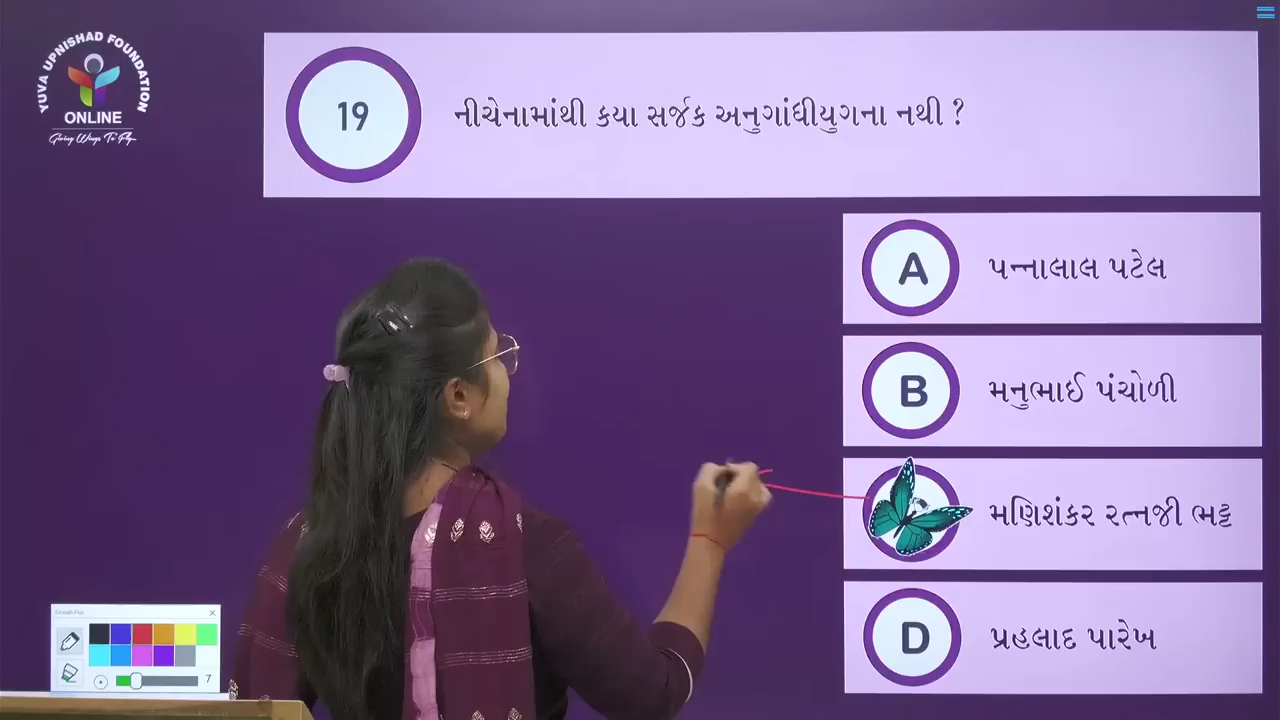 YUVA UPNISHAD FOUNDATION
ONLINE
Giving Wings To Fly
19
નીચેનામાંથી કયા સર્જક અનુગાંધીયુગના નથી ?
A
પન્નાલાલ પટેલ
B
મનુભાઈ પંચોળી
મણિશંકર રત્નજી ભટ્ટ
D
પ્રહલાદ પારેખ
7